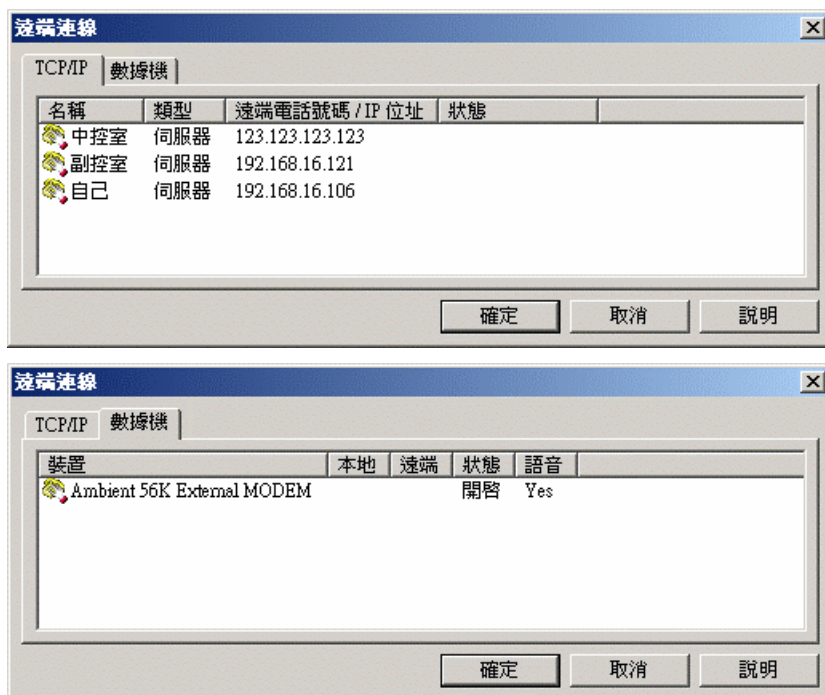 遠端連線
TCP/IP 數據機
名稱 類型 遠端電話號碼 / IP 位址 狀態
中控室 伺服器 123.123.123.123
副控室 伺服器 192.168.16.121
自己 伺服器 192.168.16.106
確定 取消 說明
遠端連線
TCP/IP 數據機
裝置 本地 遠端 狀態 語音
Ambient 56K External MODEM 開啓 Yes
確定 取消 說明